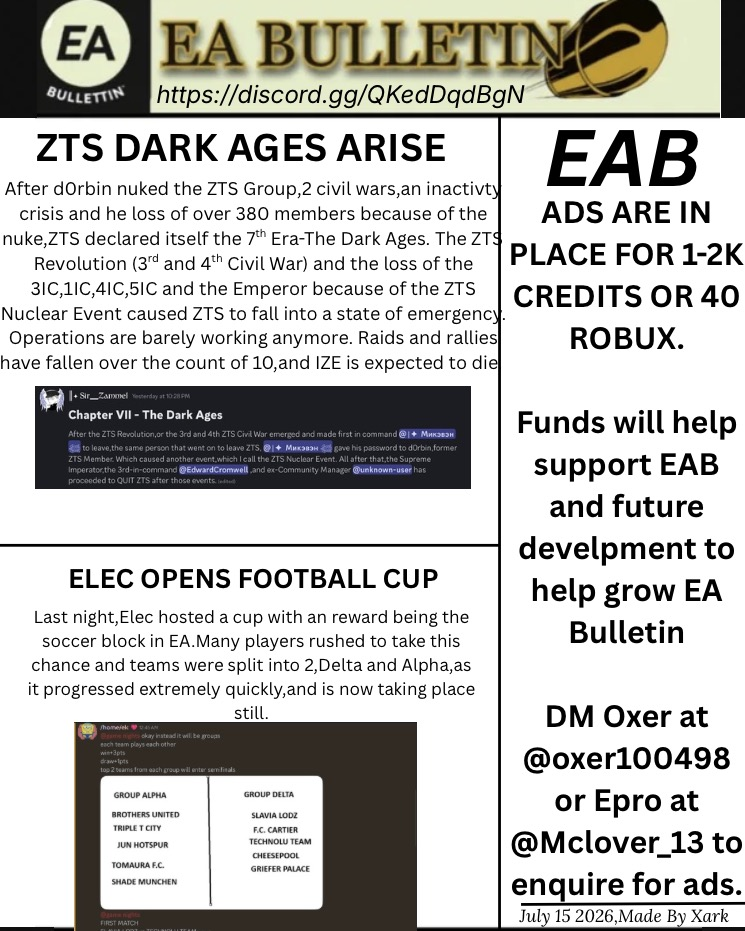 EA
BULLETTIN
EA BULLETIN
https://discord.gg/QKedDqdBgN
ZTS DARK AGES ARISE
After d0rbin nuked the ZTS Group,2 civil wars,an inactivty
crisis and he loss of over 380 members because of the
nuke,ZTS declared itself the 7th Era-The Dark Ages. The ZTS
Revolution (3rd and 4th Civil War) and the loss of the
3IC,1IC,4IC,5IC and the Emperor because of the ZTS
Nuclear Event caused ZTS to fall into a state of emergency.
Operations are barely working anymore. Raids and rallies
have fallen over the count of 10,and IZE is expected to die
Sir__Zammel Yesterday at 10:28 PM
Chapter VII - The Dark Ages
After the ZTS Revolution,or the 3rd and 4th ZTS Civil War emerged and made first in command @|✦ Микэвэн
to leave,the same person that went on to leave ZTS, @|✦ Микэвэн gave his password to d0rbin,former
ZTS Member. Which caused another event,which I call the ZTS Nuclear Event. All after that,the Supreme
Imperator,the 3rd-in-command @EdwardCromwell ,and ex-Community Manager @unknown-user has
proceeded to QUIT ZTS after those events. (edited)
ELEC OPENS FOOTBALL CUP
Last night,Elec hosted a cup with an reward being the
soccer block in EA.Many players rushed to take this
chance and teams were split into 2,Delta and Alpha,as
it progressed extremely quickly,and is now taking place
still.
/home/ek
okay instead it will be groups
each team plays each other
win=3pts
draw=1pts
top 2 teams from each group will enter semifinals
GROUP ALPHA
BROTHERS UNITED
TRIPLE T CITY
JUN HOTSPUR
TOMAURA F.C.
SHADE MUNCHEN
GROUP DELTA
SLAVIA LODZ
F.C. CARTIER
TECHNOLU TEAM
CHEESEPOOL
GRIEFER PALACE
FIRST MATCH
EAB
ADS ARE IN
PLACE FOR 1-2K
CREDITS OR 40
ROBUX.
Funds will help
support EAB
and future
develpment to
help grow EA
Bulletin
DM Oxer at
@oxer100498
or Epro at
@Mclover_13 to
enquire for ads.
July 15 2026,Made By Xark